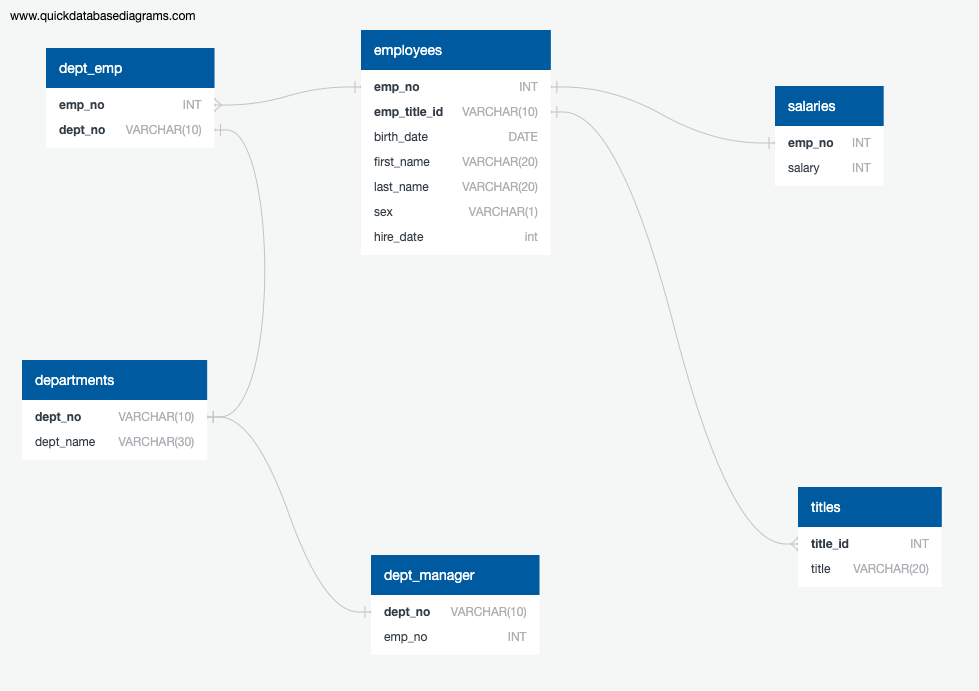 www.quickdatabasediagrams.com
dept_emp
emp_no INT
dept_no VARCHAR(10)
employees
emp_no INT
emp_title_id VARCHAR(10)
birth_date DATE
first_name VARCHAR(20)
last_name VARCHAR(20)
sex VARCHAR(1)
hire_date int
salaries
emp_no INT
salary INT
departments
dept_no VARCHAR(10)
dept_name VARCHAR(30)
dept_manager
dept_no VARCHAR(10)
emp_no INT
titles
title_id INT
title VARCHAR(20)